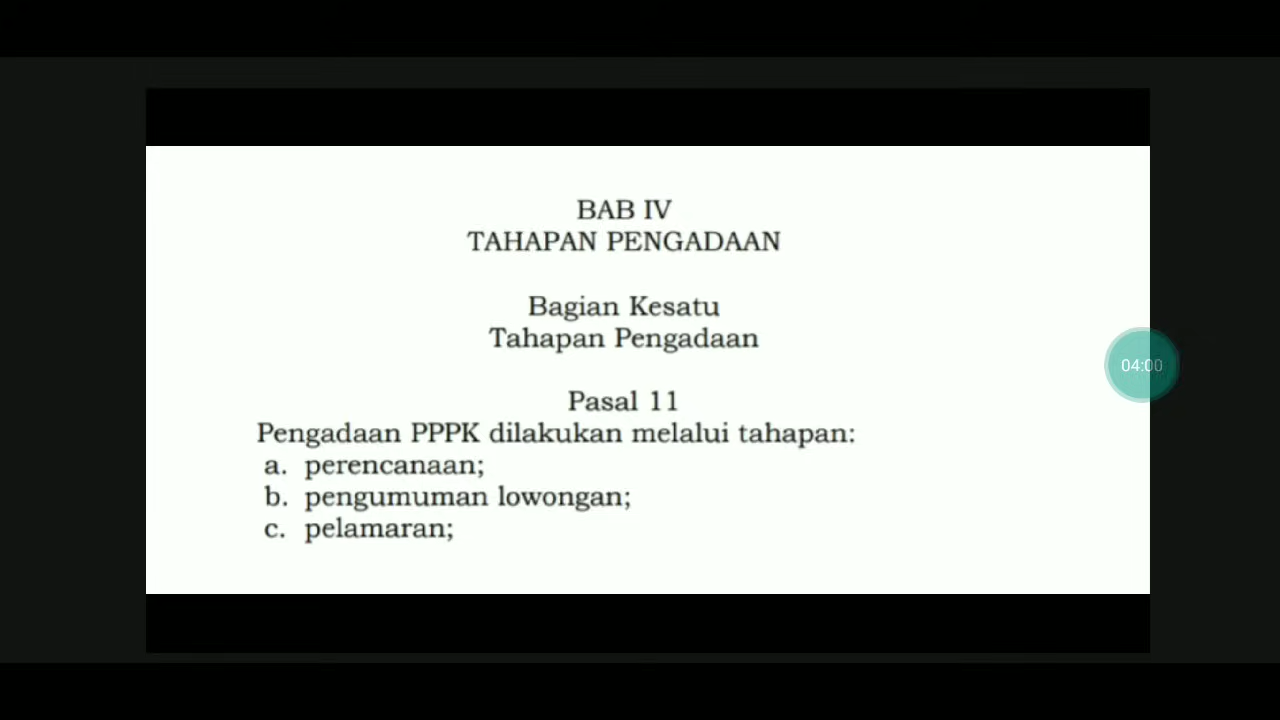 BAB IV
TAHAPAN PENGADAAN
Bagian Kesatu
Tahapan Pengadaan
Pasal 11
Pengadaan PPPK dilakukan melalui tahapan:
a. perencanaan;
b. pengumuman lowongan;
c. pelamaran;
04:00